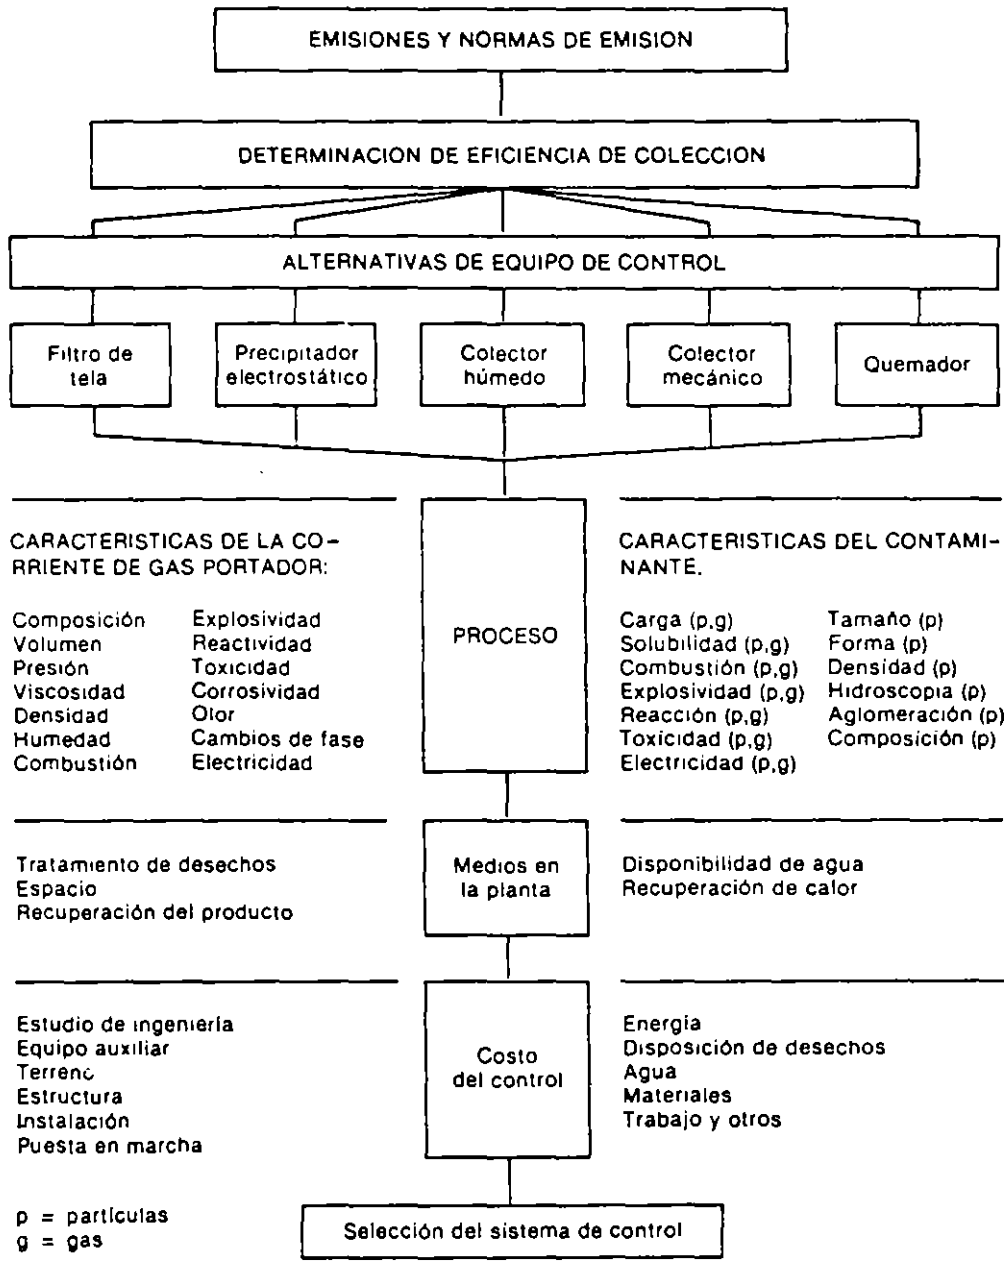 EMISIONES Y NORMAS DE EMISION
DETERMINACION DE EFICIENCIA DE COLECCION
ALTERNATIVAS DE EQUIPO DE CONTROL
Filtro de
tela
Precipitador
electrostático
Colector
húmedo
Colector
mecánico
Quemador
CARACTERISTICAS DE LA CO-
RRIENTE DE GAS PORTADOR:
Composición
Volumen
Presión
Viscosidad
Densidad
Humedad
Combustión
Explosividad
Reactividad
Toxicidad
Corrosividad
Olor
Cambios de fase
Electricidad
PROCESO
CARACTERISTICAS DEL CONTAMI-
NANTE.
Carga (p,g)
Solubilidad (p,g)
Combustión (p,g)
Explosividad (p,g)
Reacción (p,g)
Toxicidad (p,g)
Electricidad (p,g)
Tamaño (p)
Forma (p)
Densidad (p)
Hidroscopia (p)
Aglomeración (p)
Composición (p)
Tratamiento de desechos
Espacio
Recuperación del producto
Medios en
la planta
Disponibilidad de agua
Recuperación de calor
Estudio de ingeniería
Equipo auxiliar
Terreno
Estructura
Instalación
Puesta en marcha
Costo
del control
Energía
Disposición de desechos
Agua
Materiales
Trabajo y otros
p = partículas
g = gas
Selección del sistema de control